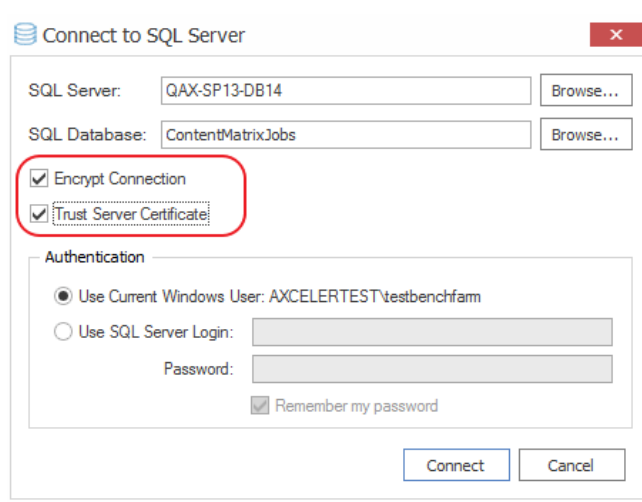 Connect to SQL Server
SQL Server: QAX-SP13-DB14 Browse...
SQL Database: ContentMatrixJobs Browse...
Encrypt Connection
Trust Server Certificate
Authentication
Use Current Windows User: AXCELERTEST\testbenchfarm
Use SQL Server Login:
Password:
Remember my password
Connect Cancel